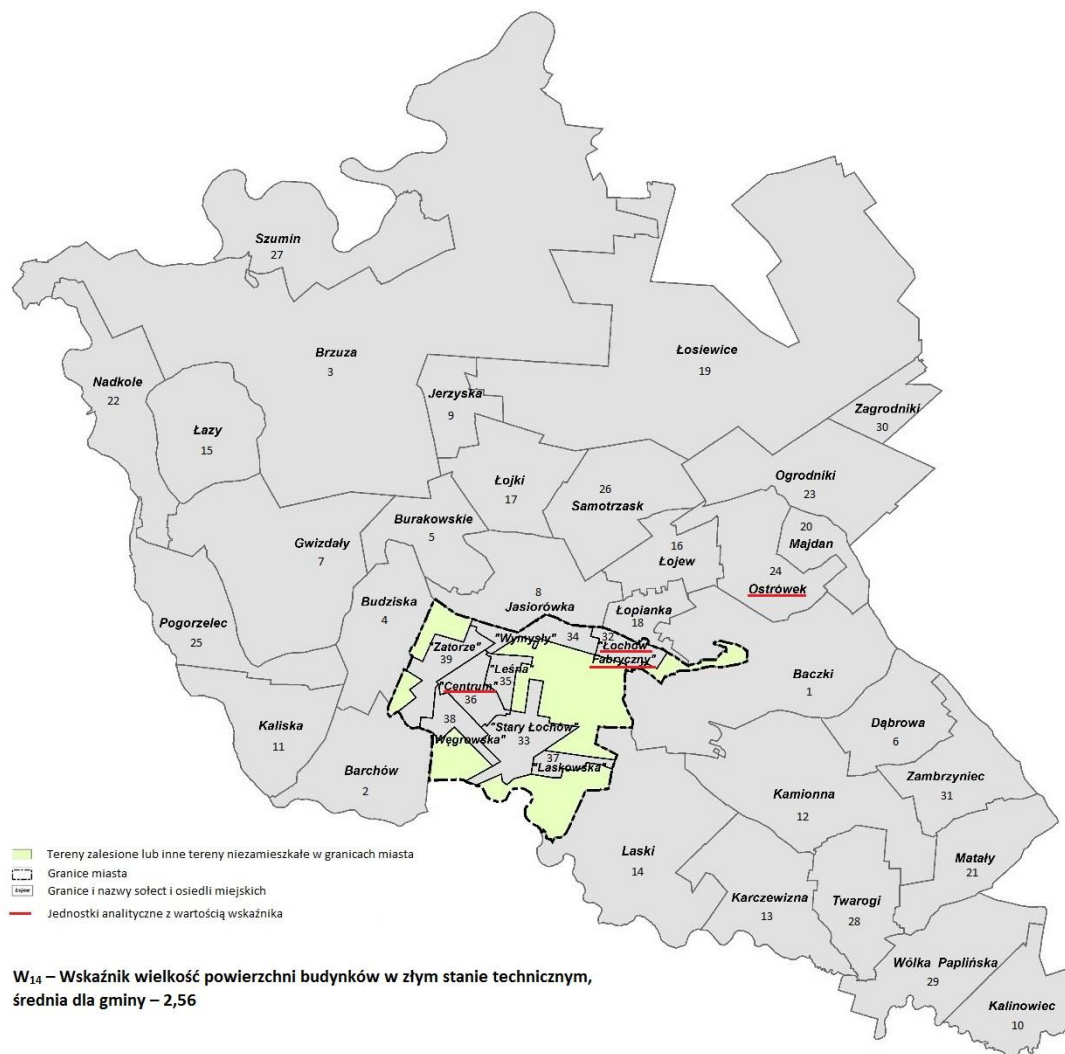 Szumin
27
Brzuza
3
Łosiewice
19
Nadkole
22
Jerzyska
9
Zagrodniki
30
Łazy
15
Łojki
17
26
Samotrzask
Ogrodniki
23
Burakowskie
5
20
Majdan
Gwizdały
7
16
Łojew
24
Ostrówek
8
Jasiorówka
Budziska
4
Łopianka
18
Pogorzelec
25
"Wymysły"
34
32
"Łochów
Fabryczny"
"Zatorze"
39
"Leśna"
35
Baczki
1
"Centrum"
36
Kaliska
11
38
"Węgrowska"
"Stary Łochów"
33
Dąbrowa
6
37
"Laskowska"
Barchów
2
Zambrzyniec
31
Kamionna
12
Laski
14
Matały
21
Karczewizna
13
Twarogi
28
Wólka Paplińska
29
Kalinowiec
10
Tereny zalesione lub inne tereny niezamieszkałe w granicach miasta
Granice miasta
Łojew
Granice i nazwy sołect i osiedli miejskich
Jednostki analityczne z wartością wskaźnika
W₁₄ – Wskaźnik wielkość powierzchni budynków w złym stanie technicznym,
średnia dla gminy – 2,56